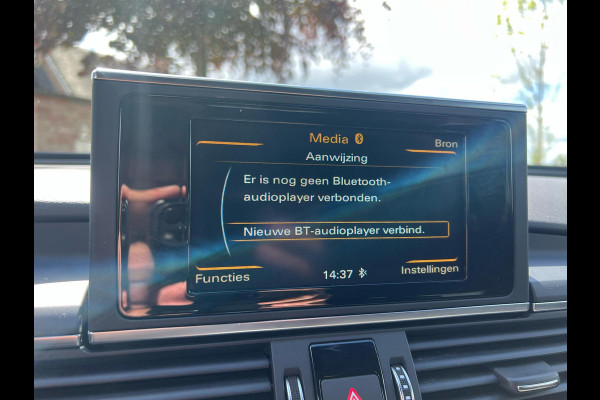 Media
Bron
Aanwijzing
Er is nog geen Bluetooth-
audioplayer verbonden.
Nieuwe BT-audioplayer verbind.
Functies
14:37
Instellingen